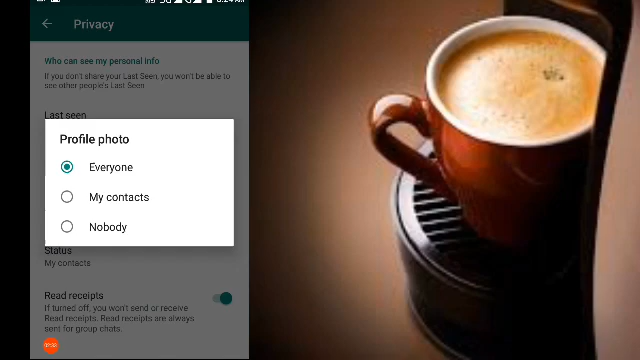 Privacy
Who can see my personal info
If you don't share your Last Seen, you won't be able to
see other people's Last Seen
Last seen
Profile photo
Everyone
My contacts
Nobody
Status
My contacts
Read receipts
If turned off, you won't send or receive
Read receipts. Read receipts are always
sent for group chats.